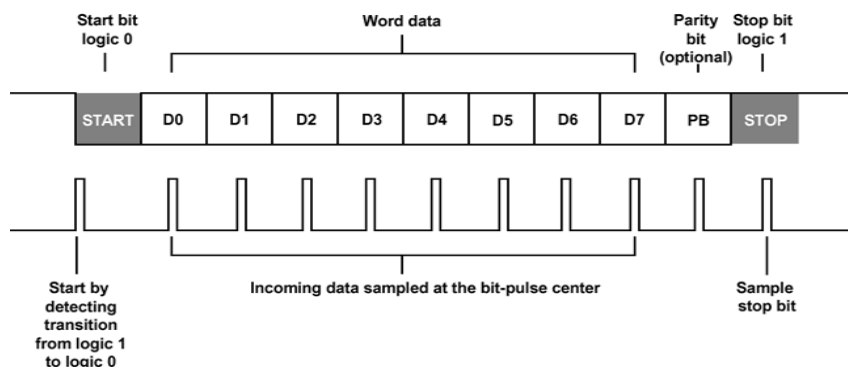 Start bit
logic 0
Word data
Parity
bit
(optional)
Stop bit
logic 1
START D0 D1 D2 D3 D4 D5 D6 D7 PB STOP
Start by
detecting
transition
from logic 1
to logic 0
Incoming data sampled at the bit-pulse center
Sample
stop bit